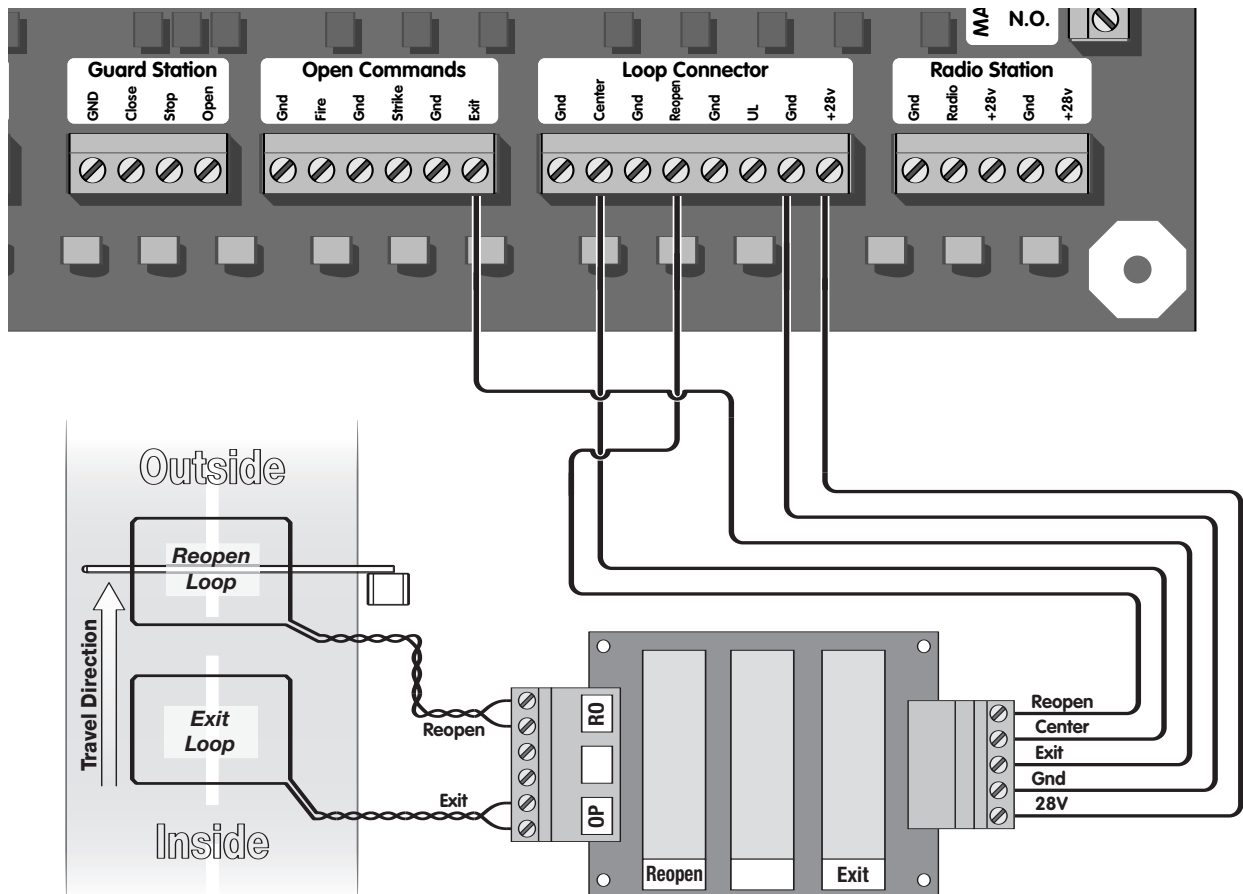 MA
N.O.
Guard Station
GND
Close
Stop
Open
Open Commands
Gnd
Fire
Gnd
Strike
Gnd
Exit
Loop Connector
Gnd
Center
Gnd
Reopen
Gnd
UL
Gnd
+28v
Radio Station
Gnd
Radio
+28v
Gnd
+28v
Outside
Reopen
Loop
Travel Direction
Exit
Loop
Inside
Reopen
Exit
RO
OP
Reopen
Exit
Reopen
Center
Exit
Gnd
28V